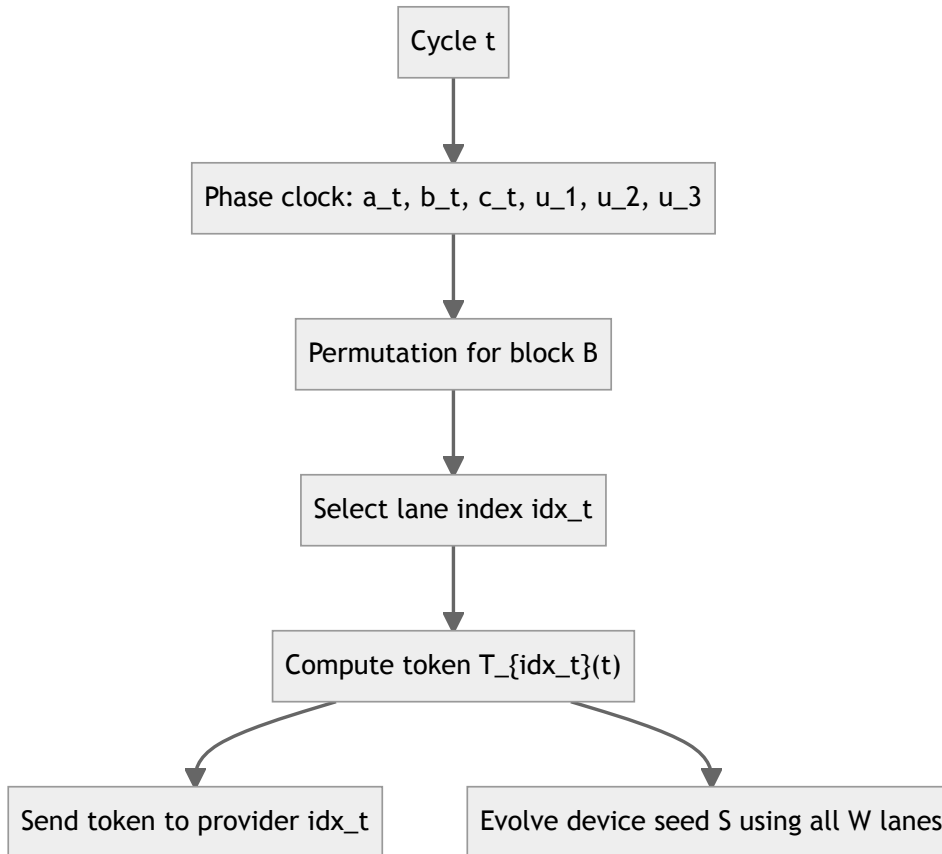 Cycle t
Phase clock: a_t, b_t, c_t, u_1, u_2, u_3
Permutation for block B
Select lane index idx_t
Compute token T_{idx_t}(t)
Send token to provider idx_t
Evolve device seed S using all W lanes